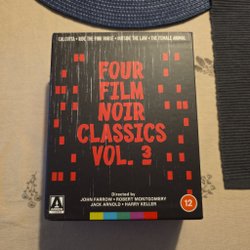 CALCUTTA • RIDE THE PINK HORSE • OUTSIDE THE LAW • THE FEMALE ANIMAL
FOUR
FILM
NOIR
CLASSICS
VOL. 3
Directed by
JOHN FARROW • ROBERT MONTGOMERY
JACK ARNOLD • HARRY KELLER
ARROW
12